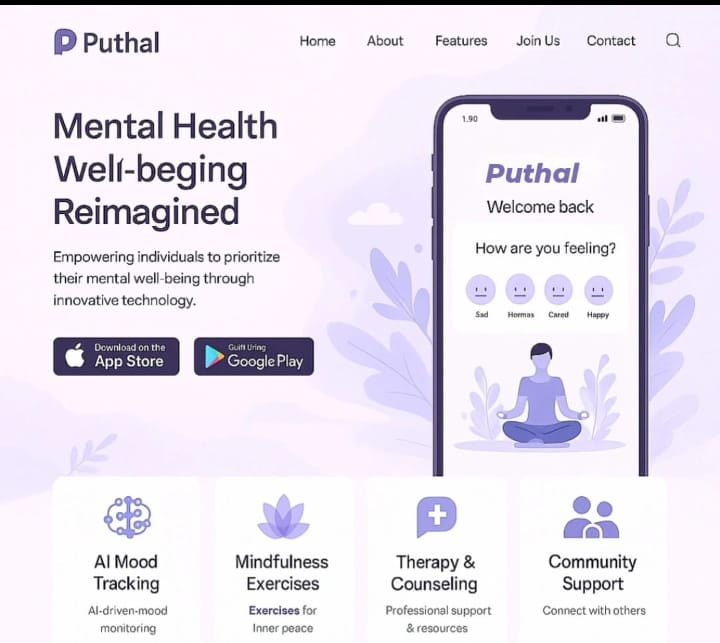 Puthal
Home
About
Features
Join Us
Contact
Mental Health
Well-beging
Reimagined
Empowering individuals to prioritize
their mental well-being through
innovative technology.
Download on the
App Store
Google Play
1.90
Puthal
Welcome back
How are you feeling?
Sad
Hormas
Cared
Happy
AI Mood
Tracking
AI-driven-mood
monitoring
Mindfulness
Exercises
Exercises for
Inner peace
Therapy &
Counseling
Professional support
& resources
Community
Support
Connect with others